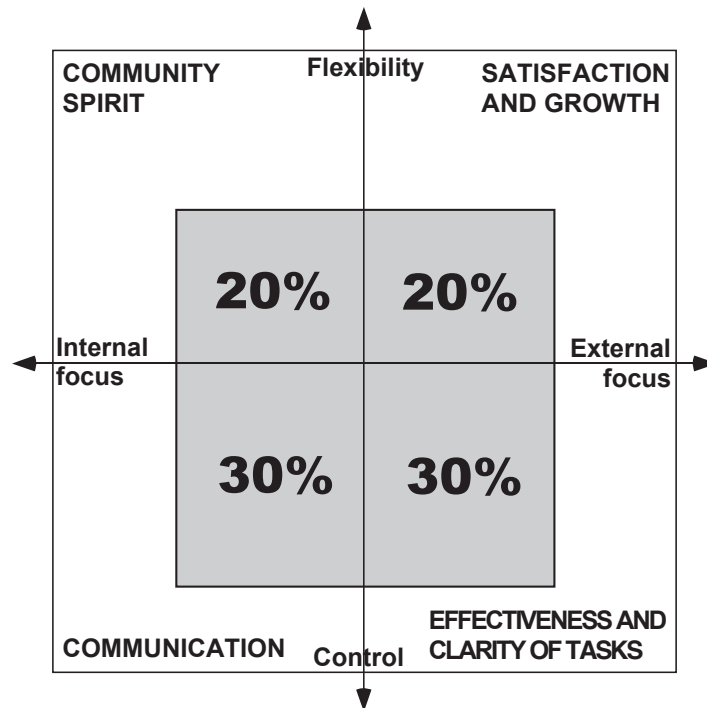 COMMUNITY
SPIRIT
Flexibility
SATISFACTION
AND GROWTH
20%
20%
Internal
focus
External
focus
30%
30%
COMMUNICATION
Control
EFFECTIVENESS AND
CLARITY OF TASKS